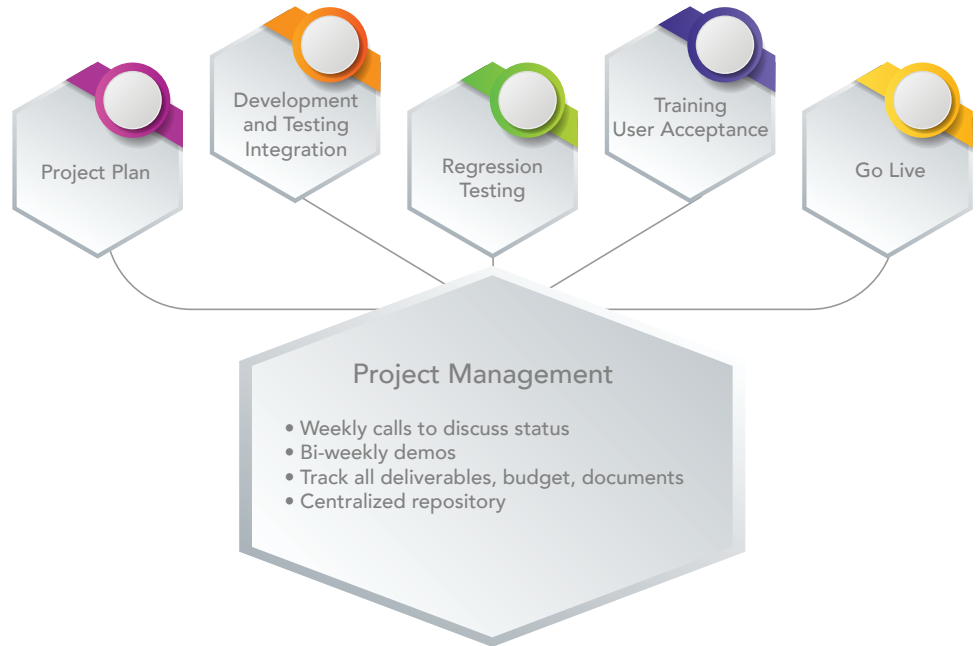 Project Plan
Development
and Testing
Integration
Regression
Testing
Training
User Acceptance
Go Live
Project Management
• Weekly calls to discuss status
• Bi-weekly demos
• Track all deliverables, budget, documents
• Centralized repository